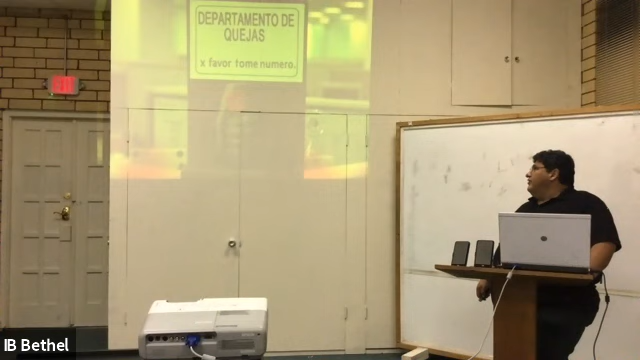 DEPARTAMENTO DE
QUEJAS
x favor tome numero.
EXIT
IB Bethel